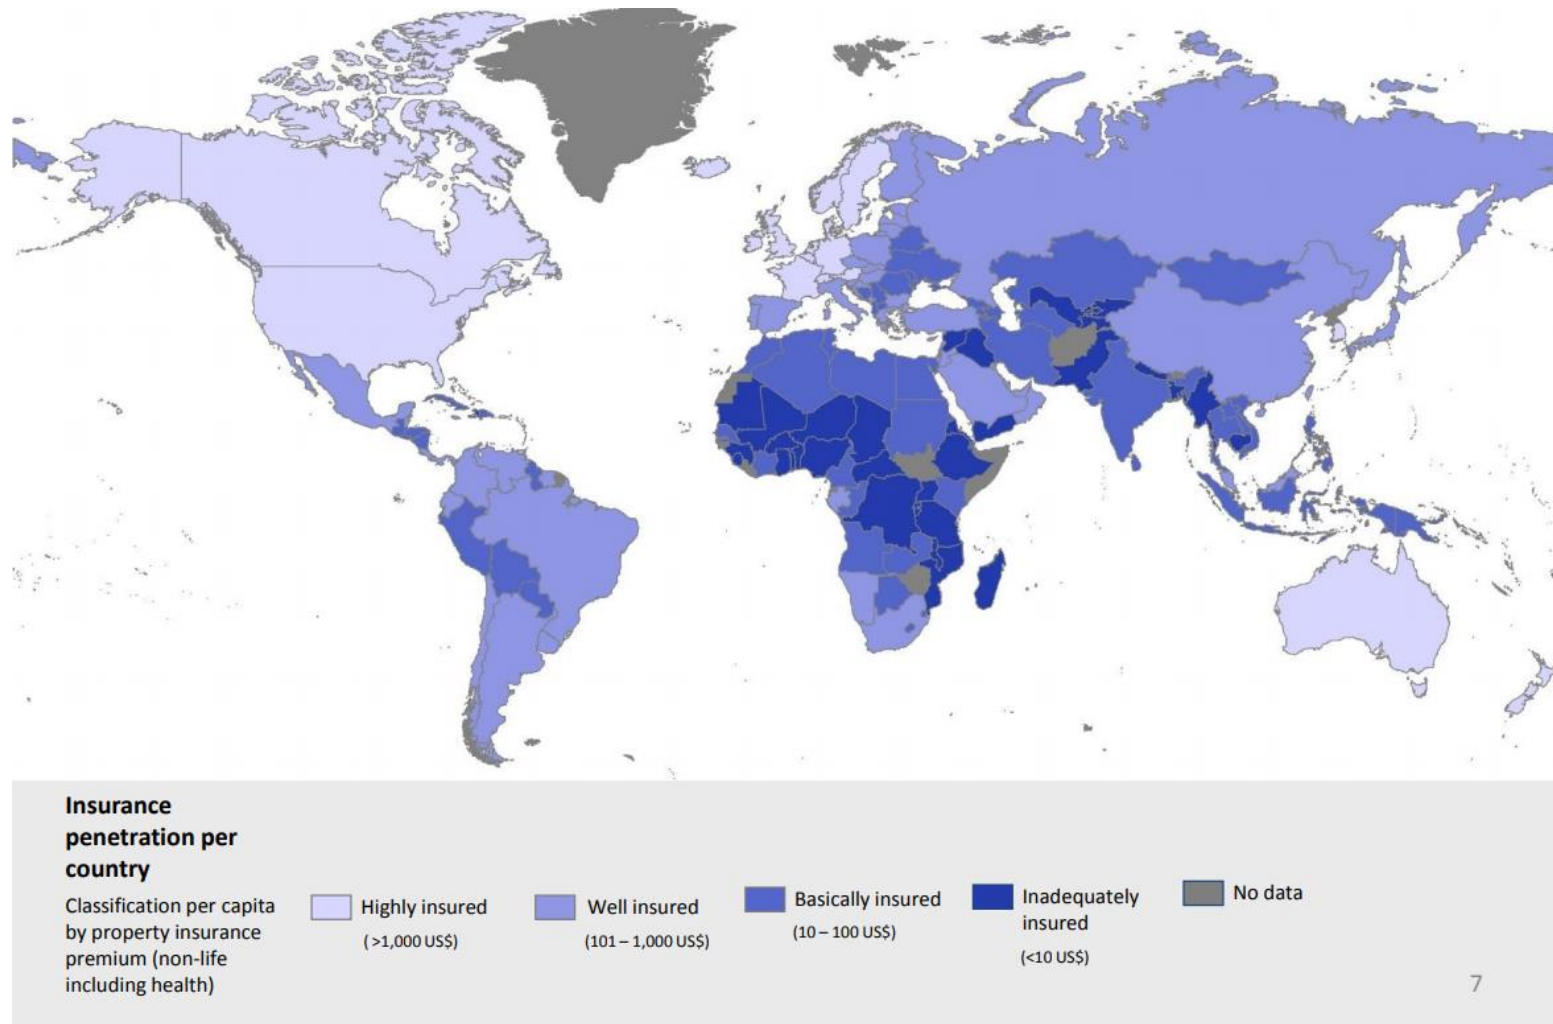 Insurance
penetration per
country
Classification per capita
by property insurance
premium (non-life
including health)
Highly insured
( >1,000 US$)
Well insured
(101 – 1,000 US$)
Basically insured
(10 – 100 US$)
Inadequately
insured
(<10 US$)
No data
7